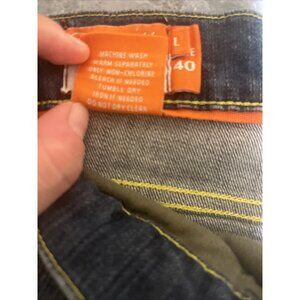 MACHINE WASH
WARM SEPARATELY
ONLY NON-CHLORINE
BLEACH IF NEEDED
TUMBLE DRY
IRON IF NEEDED
DO NOT DRY CLEAN
L
40